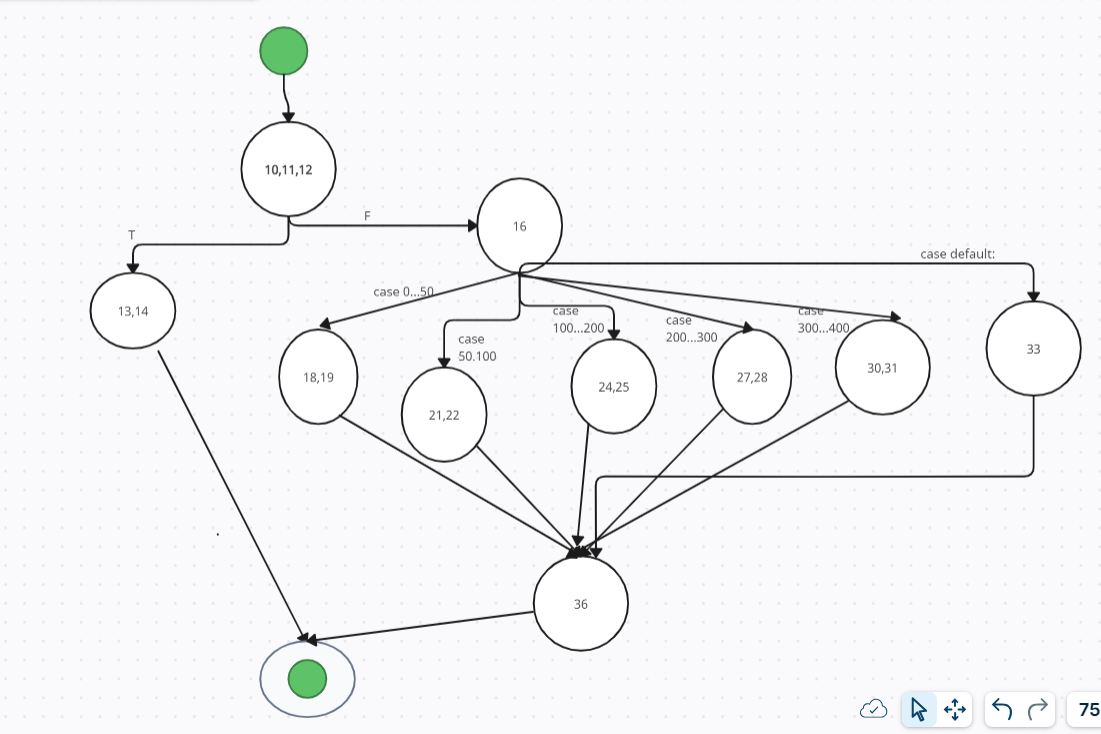 10,11,12
F
16
T
case default:
case 0...50
13,14
case
100...200
case
200...300
case
300...400
case
50.100
33
18,19
21,22
24,25
27,28
30,31
36
75